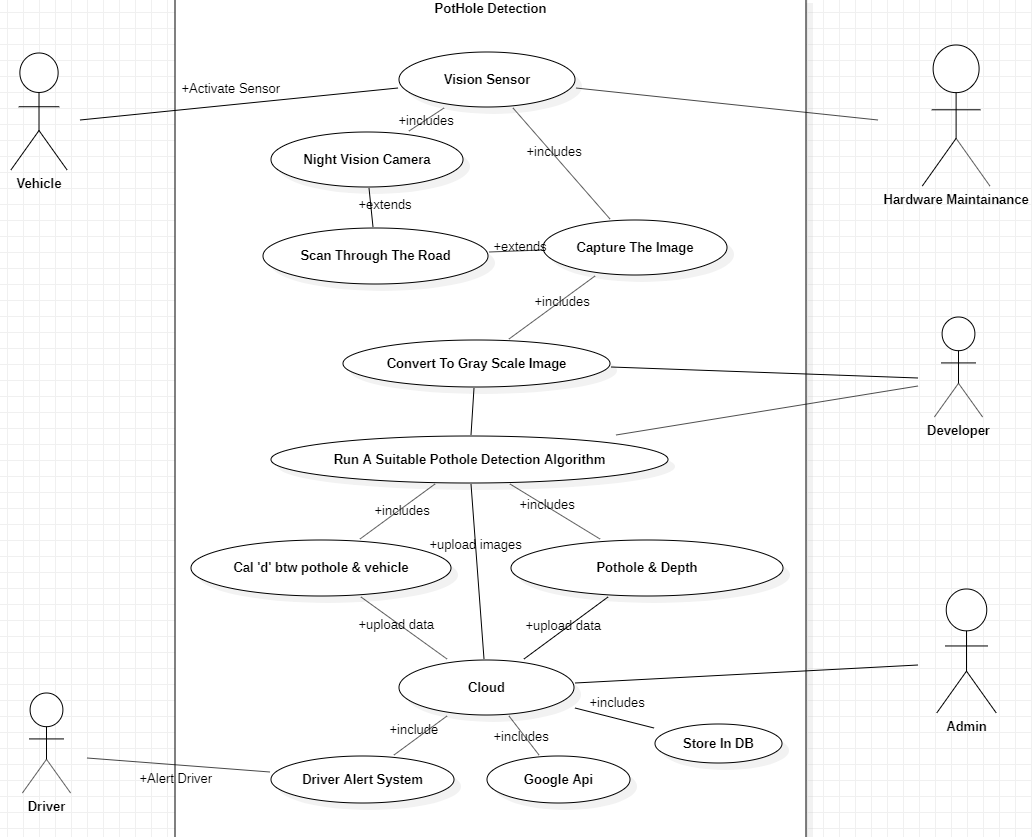 PotHole Detection
Vision Sensor
+Activate Sensor
+includes
+includes
Night Vision Camera
Vehicle
Hardware Maintainance
+extends
Scan Through The Road
+extends
Capture The Image
+includes
Convert To Gray Scale Image
Developer
Run A Suitable Pothole Detection Algorithm
+includes
+includes
+upload images
Cal 'd' btw pothole & vehicle
Pothole & Depth
+upload data
+upload data
Cloud
+includes
Admin
+include
+includes
Store In DB
+Alert Driver
Driver Alert System
Google Api
Driver